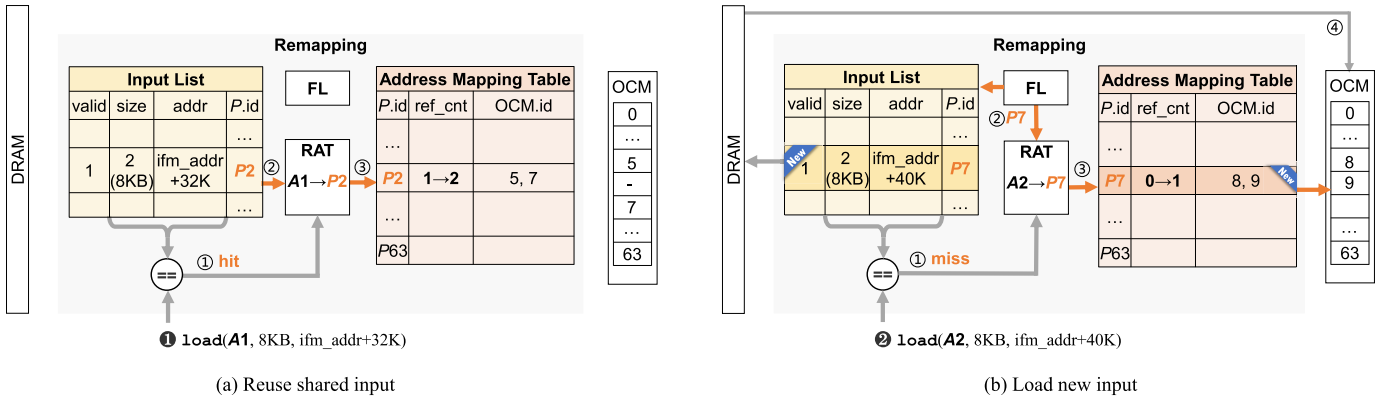 DRAM
Remapping
Input List
valid size addr P.id
…
1 2 (8KB) ifm_addr +32K P2
…
FL
RAT
A1→P2
②
③
Address Mapping Table
P.id ref_cnt OCM.id
…
P2 1→2 5, 7
…
P63
OCM
0
…
5
-
7
…
63
==
① hit
❶ load(A1, 8KB, ifm_addr+32K)
(a) Reuse shared input
DRAM
④
Remapping
Input List
valid size addr P.id
…
New
1 2 (8KB) ifm_addr +40K P7
…
FL
②P7
RAT
A2→P7
③
Address Mapping Table
P.id ref_cnt OCM.id
…
P7 0→1 8, 9
New
…
P63
OCM
0
…
8
9
…
63
==
① miss
❷ load(A2, 8KB, ifm_addr+40K)
(b) Load new input